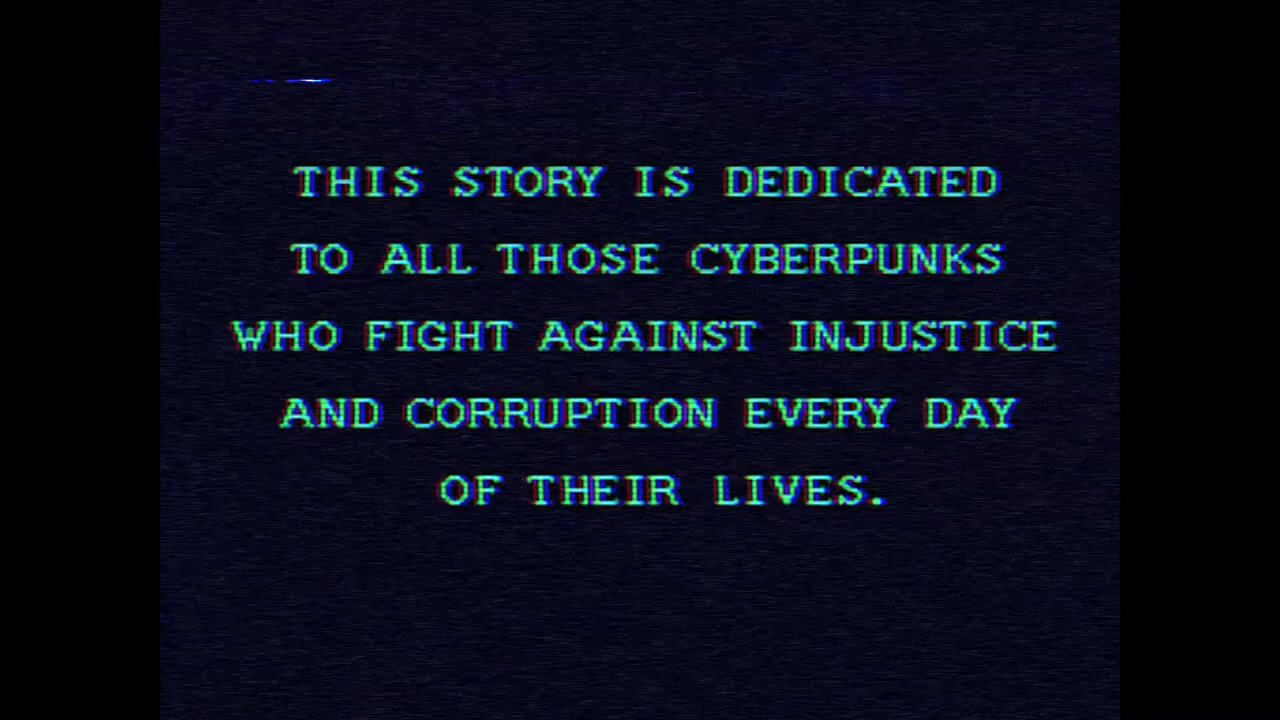 THIS STORY IS DEDICATED
TO ALL THOSE CYBERPUNKS
WHO FIGHT AGAINST INJUSTICE
AND CORRUPTION EVERY DAY
OF THEIR LIVES.